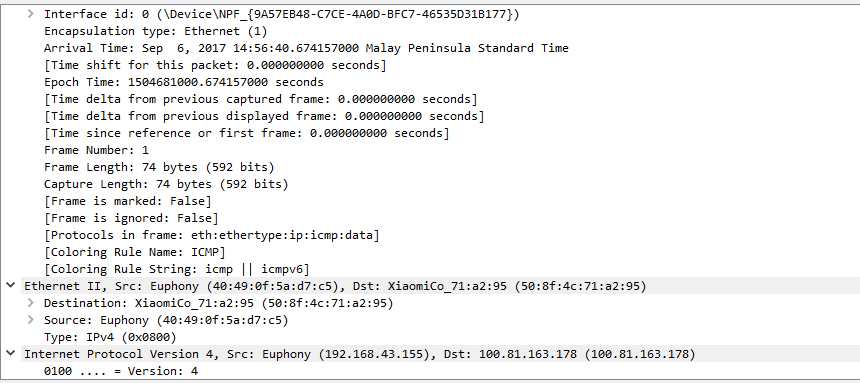 Interface id: 0 (\Device\NPF_{9A57EB48-C7CE-4A0D-BFC7-46535D31B177})
Encapsulation type: Ethernet (1)
Arrival Time: Sep  6, 2017 14:56:40.674157000 Malay Peninsula Standard Time
[Time shift for this packet: 0.000000000 seconds]
Epoch Time: 1504681000.674157000 seconds
[Time delta from previous captured frame: 0.000000000 seconds]
[Time delta from previous displayed frame: 0.000000000 seconds]
[Time since reference or first frame: 0.000000000 seconds]
Frame Number: 1
Frame Length: 74 bytes (592 bits)
Capture Length: 74 bytes (592 bits)
[Frame is marked: False]
[Frame is ignored: False]
[Protocols in frame: eth:ethertype:ip:icmp:data]
[Coloring Rule Name: ICMP]
[Coloring Rule String: icmp || icmpv6]
Ethernet II, Src: Euphony (40:49:0f:5a:d7:c5), Dst: XiaomiCo_71:a2:95 (50:8f:4c:71:a2:95)
Destination: XiaomiCo_71:a2:95 (50:8f:4c:71:a2:95)
Source: Euphony (40:49:0f:5a:d7:c5)
Type: IPv4 (0x0800)
Internet Protocol Version 4, Src: Euphony (192.168.43.155), Dst: 100.81.163.178 (100.81.163.178)
0100 .... = Version: 4